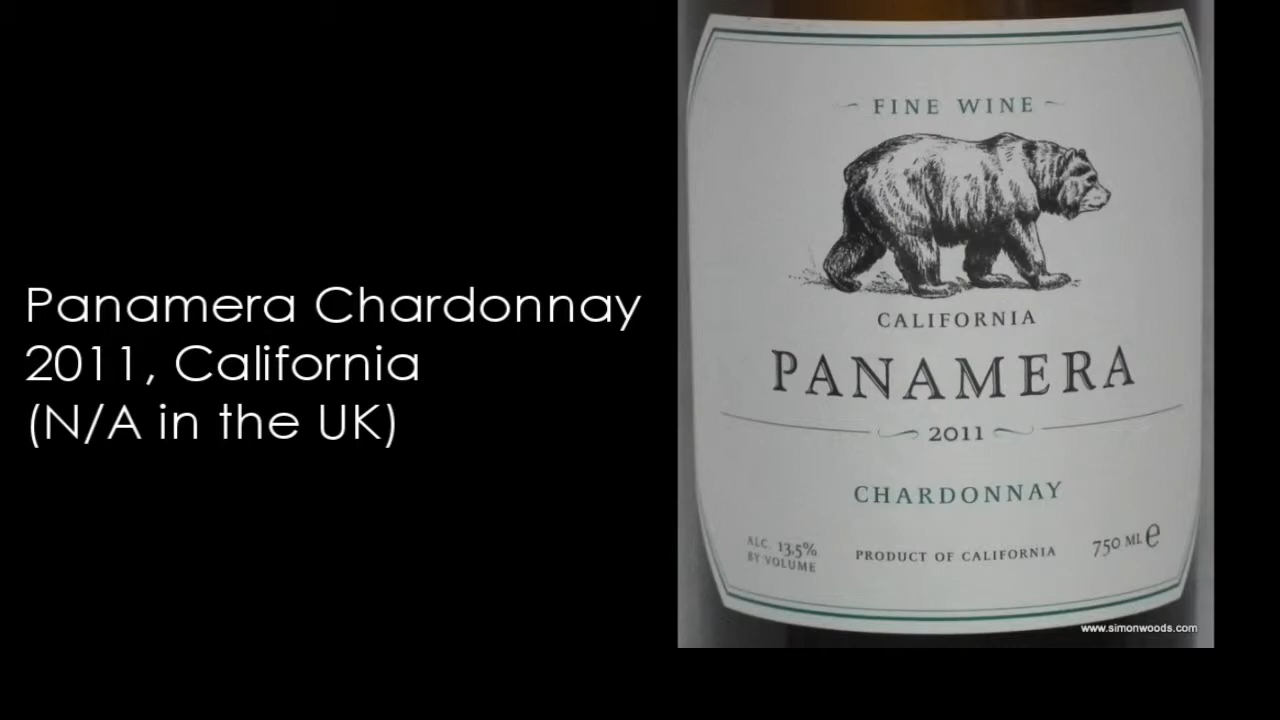 Panamera Chardonnay
2011, California
(N/A in the UK)
FINE WINE
CALIFORNIA
PANAMERA
2011
CHARDONNAY
ALC. 13,5%
BY VOLUME
PRODUCT OF CALIFORNIA
750 ML e
www.simonwoods.com